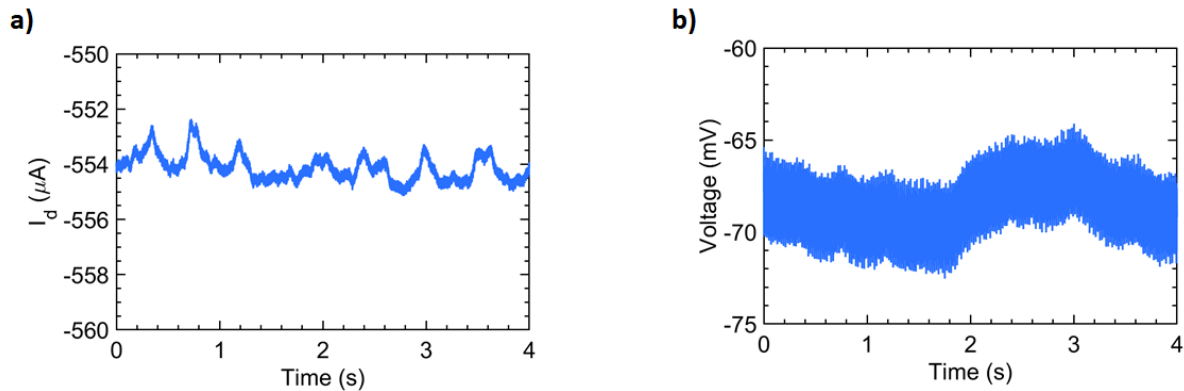 a)
-550
-552
-554
-556
-558
-560
I_d (μA)
0 1 2 3 4
Time (s)
b)
-60
-65
-70
-75
Voltage (mV)
0 1 2 3 4
Time (s)